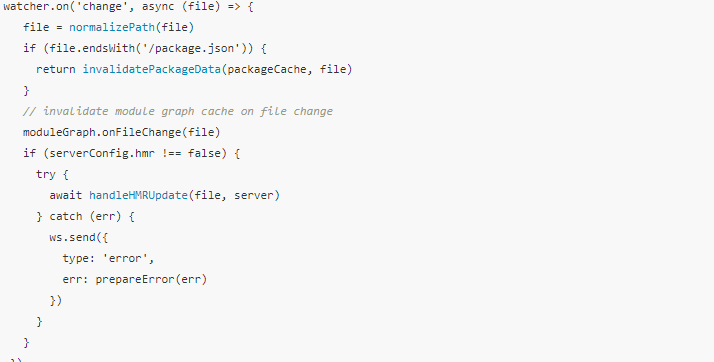 watcher.on('change', async (file) => {
file = normalizePath(file)
if (file.endsWith('/package.json')) {
return invalidatePackageData(packageCache, file)
}
// invalidate module graph cache on file change
moduleGraph.onFileChange(file)
if (serverConfig.hmr !== false) {
try {
await handleHMRUpdate(file, server)
} catch (err) {
ws.send({
type: 'error',
err: prepareError(err)
})
}
}
})